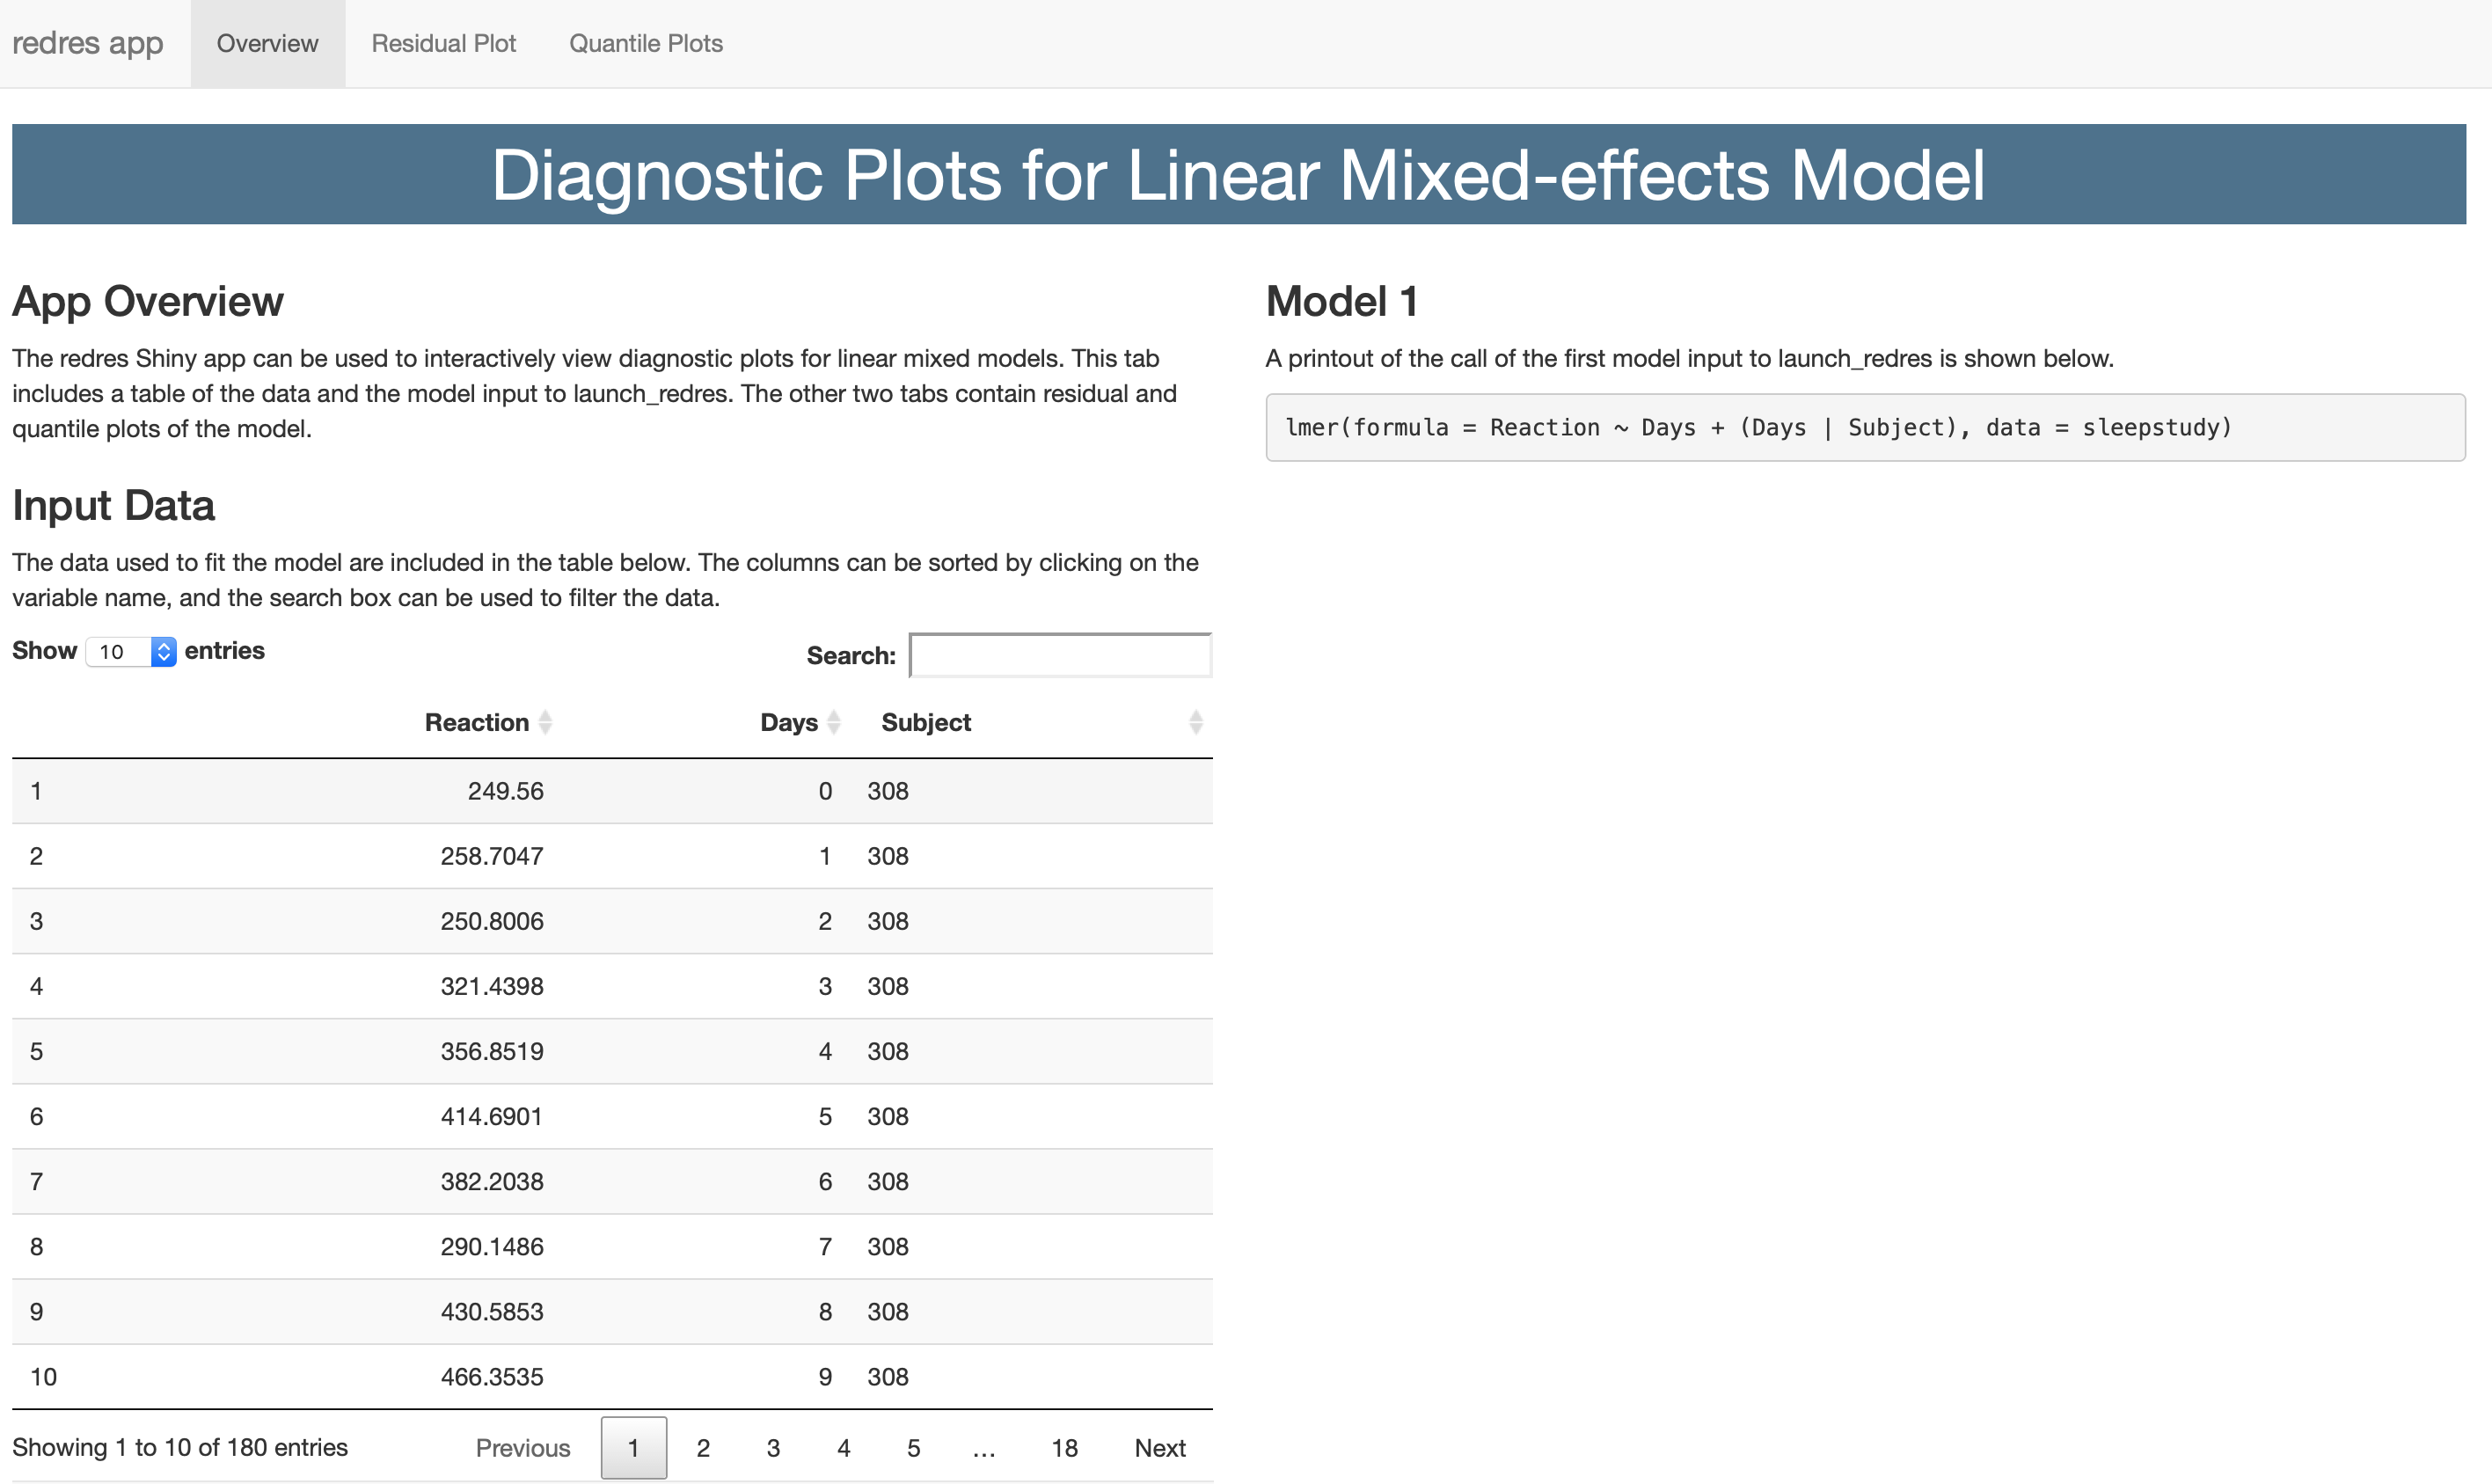 redres app Overview Residual Plot Quantile Plots
Diagnostic Plots for Linear Mixed-effects Model
App Overview
The redres Shiny app can be used to interactively view diagnostic plots for linear mixed models. This tab
includes a table of the data and the model input to launch_redres. The other two tabs contain residual and
quantile plots of the model.
Input Data
The data used to fit the model are included in the table below. The columns can be sorted by clicking on the
variable name, and the search box can be used to filter the data.
Show 10 entries Search:
Reaction Days Subject
1 249.56 0 308
2 258.7047 1 308
3 250.8006 2 308
4 321.4398 3 308
5 356.8519 4 308
6 414.6901 5 308
7 382.2038 6 308
8 290.1486 7 308
9 430.5853 8 308
10 466.3535 9 308
Showing 1 to 10 of 180 entries Previous 1 2 3 4 5 … 18 Next
Model 1
A printout of the call of the first model input to launch_redres is shown below.
lmer(formula = Reaction ~ Days + (Days | Subject), data = sleepstudy)